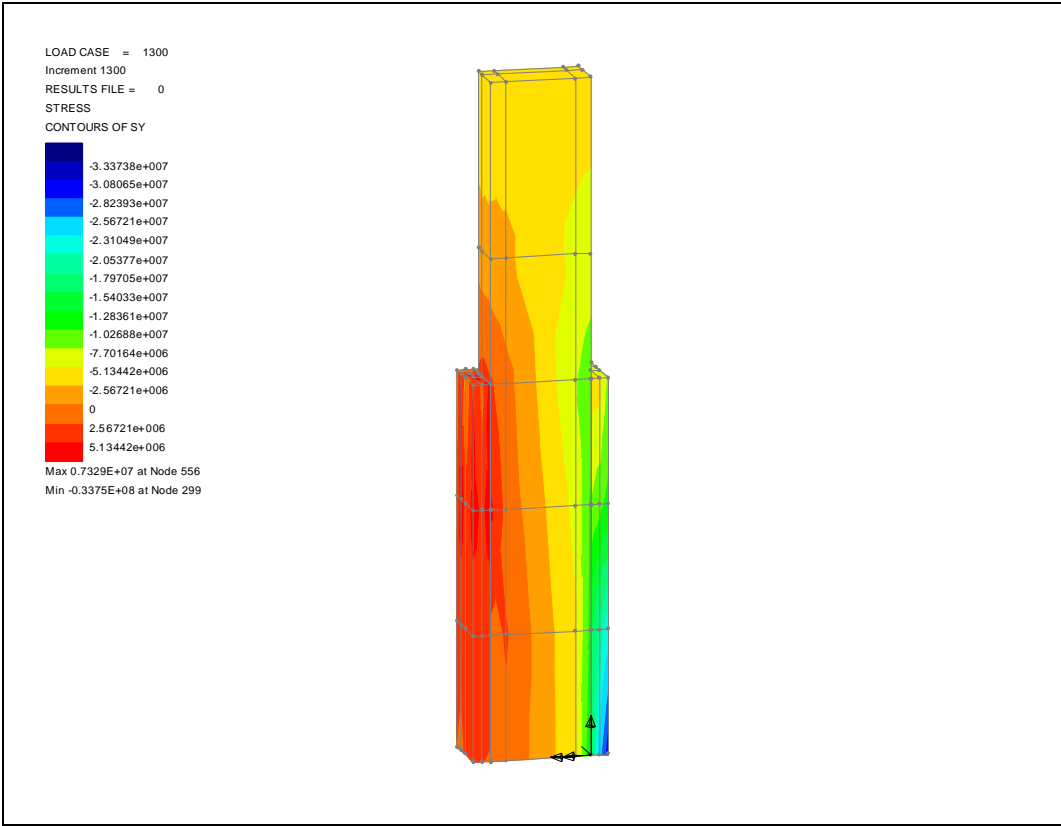 LOAD CASE = 1300
Increment 1300
RESULTS FILE = 0
STRESS
CONTOURS OF SY
-3.33738e+007
-3.08065e+007
-2.82393e+007
-2.56721e+007
-2.31049e+007
-2.05377e+007
-1.79705e+007
-1.54033e+007
-1.28361e+007
-1.02688e+007
-7.70164e+006
-5.13442e+006
-2.56721e+006
0
2.56721e+006
5.13442e+006
Max 0.7329E+07 at Node 556
Min -0.3375E+08 at Node 299